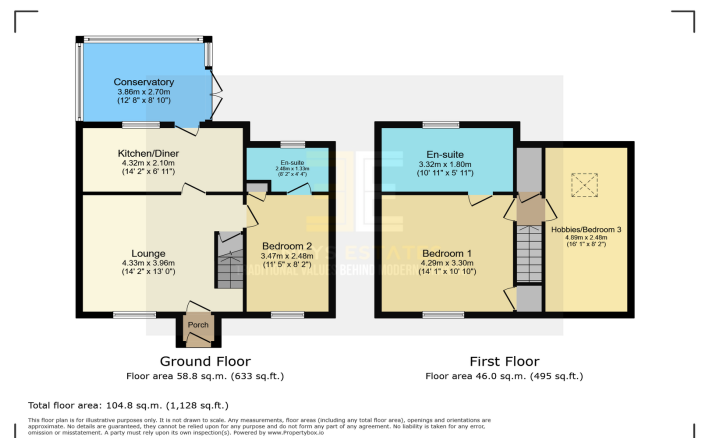 Conservatory
3.86m x 2.70m
(12' 8" x 8' 10")
Kitchen/Diner
4.32m x 2.10m
(14' 2" x 6' 11")
En-suite
2.48m x 1.33m
(8' 2" x 4' 4")
Lounge
4.33m x 3.96m
(14' 2" x 13' 0")
Bedroom 2
3.47m x 2.48m
(11' 5" x 8' 2")
Porch
En-suite
3.32m x 1.80m
(10' 11" x 5' 11")
Bedroom 1
4.29m x 3.30m
(14' 1" x 10' 10")
Hobbies/Bedroom 3
4.89m x 2.48m
(16' 1" x 8' 2")
Ground Floor
Floor area 58.8 sq.m. (633 sq.ft.)
First Floor
Floor area 46.0 sq.m. (495 sq.ft.)
Total floor area: 104.8 sq.m. (1,128 sq.ft.)
This floor plan is for illustrative purposes only. It is not drawn to scale. Any measurements, floor areas (including any total floor area), openings and orientations are
approximate. No details are guaranteed, they cannot be relied upon for any purpose and do not form any part of any agreement. No liability is taken for any error,
omission or misstatement. A party must rely upon its own inspection(s). Powered by www.Propertybox.io